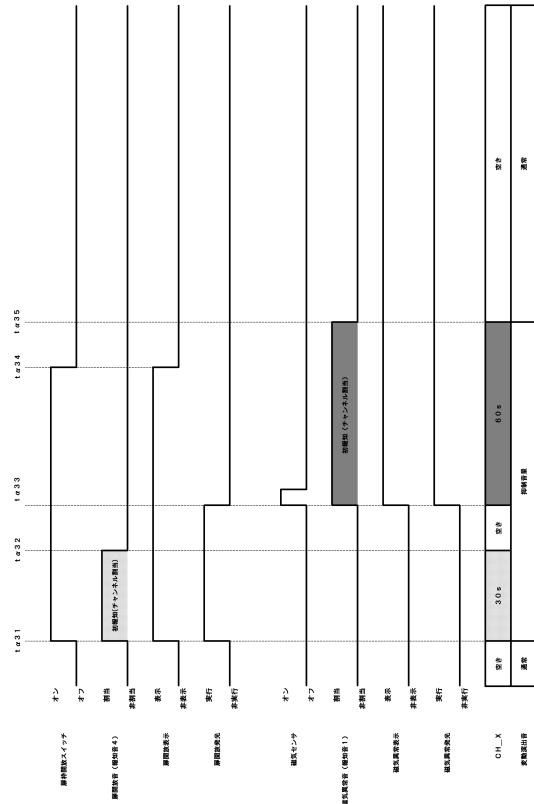 tα31
tα32
tα33
tα34
tα35
扉枠開放スイッチ
オン
オフ
扉開放音（報知音4）
割当
非割当
初報知(チャンネル割当)
扉開放表示
表示
非表示
扉開放発光
実行
非実行
磁気センサ
オン
オフ
磁気異常音（報知音1）
割当
非割当
初報知（チャンネル割当）
磁気異常表示
表示
非表示
磁気異常発光
実行
非実行
CH_X
空き
30s
空き
60s
空き
変動演出音
通常
抑制音量
通常